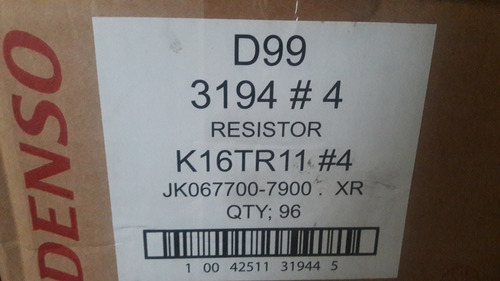 DENSO
D99
3194 # 4
RESISTOR
K16TR11 #4
JK067700-7900 . XR
QTY; 96
1 00 42511 31944 5